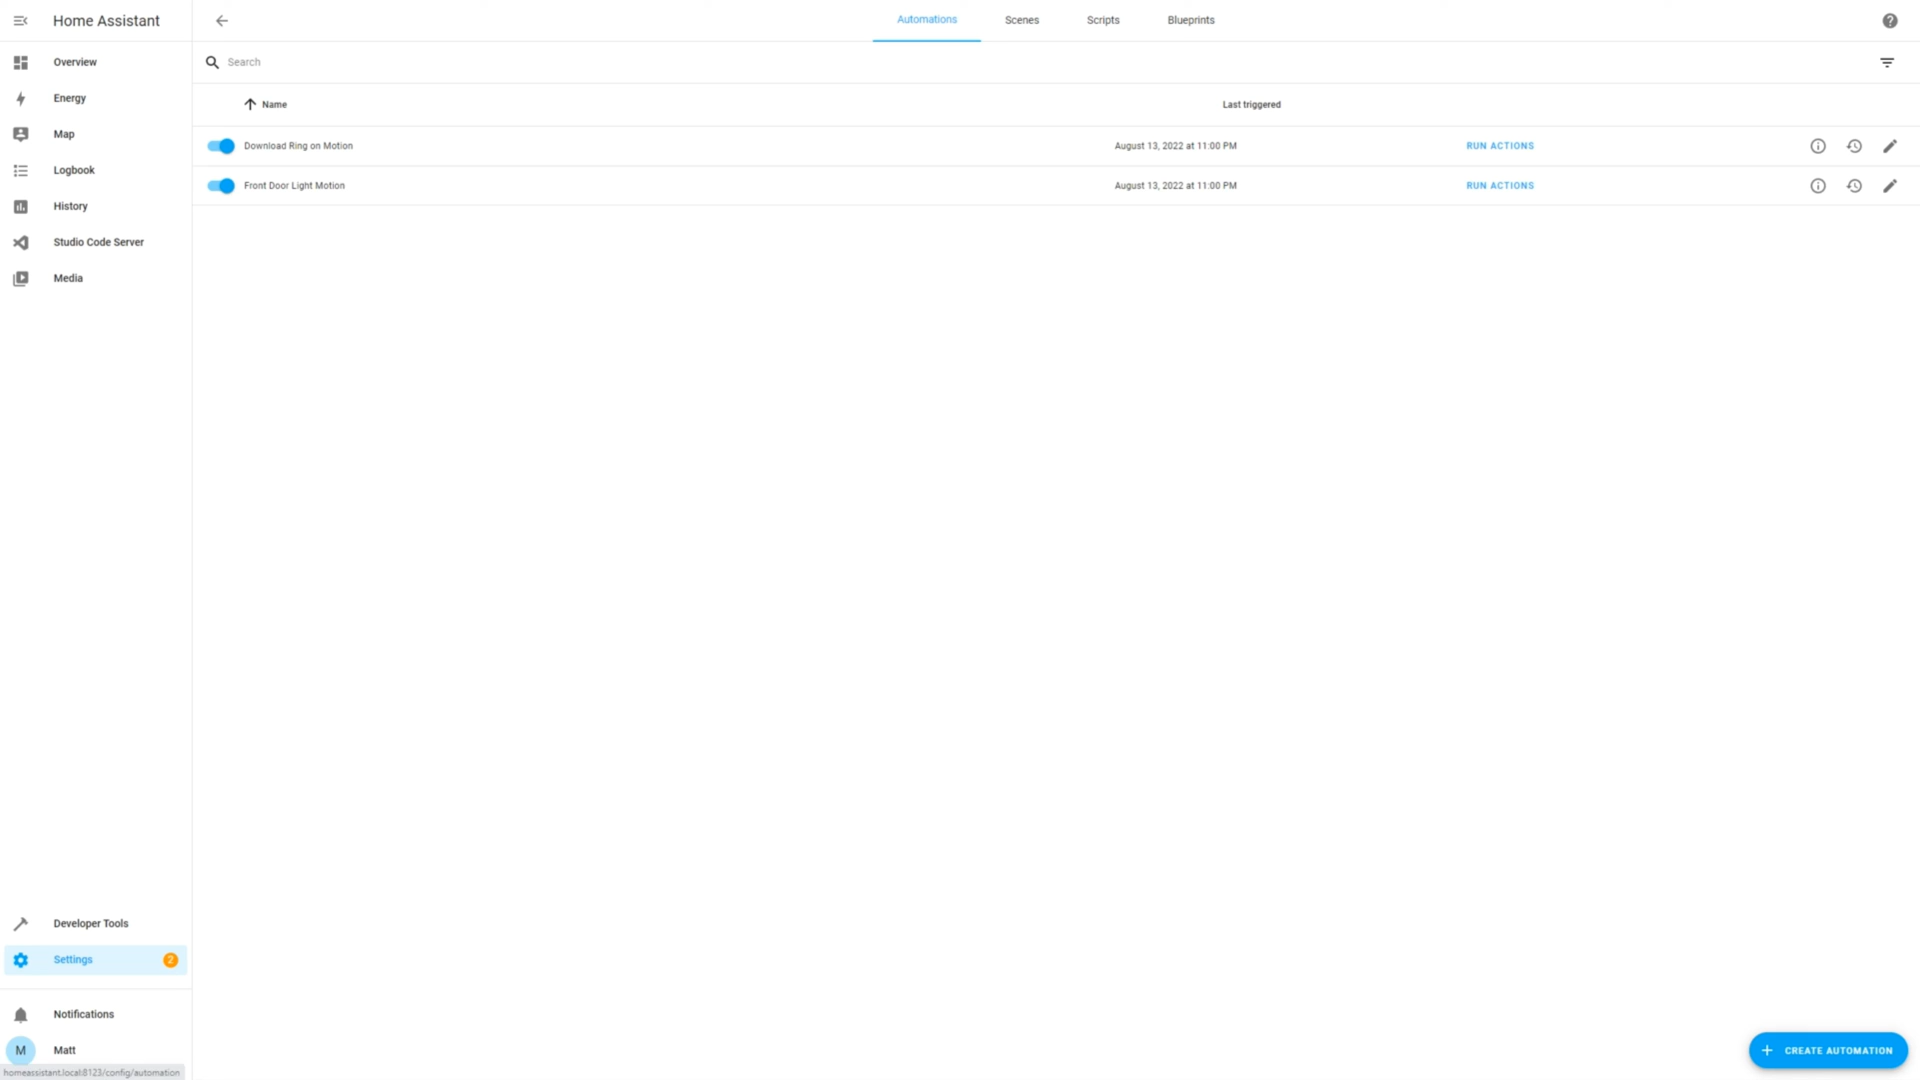 Home Assistant
Automations
Scenes
Scripts
Blueprints
Overview
Energy
Map
Logbook
History
Studio Code Server
Media
Search
Name
Last triggered
Download Ring on Motion
August 13, 2022 at 11:00 PM
RUN ACTIONS
Front Door Light Motion
August 13, 2022 at 11:00 PM
RUN ACTIONS
Developer Tools
Settings
2
Notifications
M
Matt
homeassistant.local:8123/config/automation
CREATE AUTOMATION